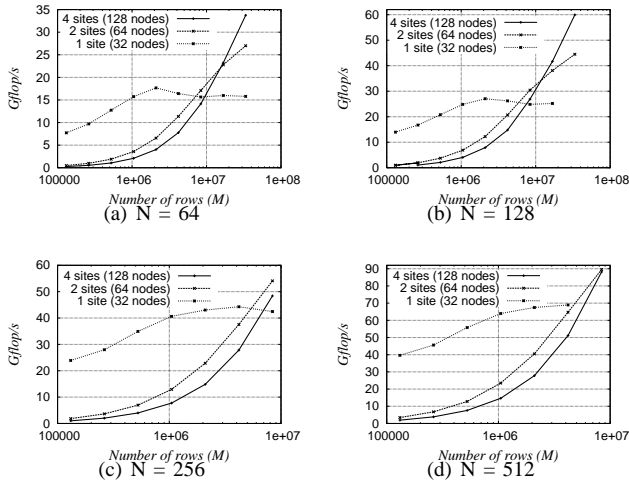 4 sites (128 nodes)
2 sites (64 nodes)
1 site (32 nodes)
Gflop/s
35
30
25
20
15
10
5
0
100000 1e+06 1e+07 1e+08
Number of rows (M)
(a) N = 64
4 sites (128 nodes)
2 sites (64 nodes)
1 site (32 nodes)
Gflop/s
60
50
40
30
20
10
0
100000 1e+06 1e+07 1e+08
Number of rows (M)
(b) N = 128
4 sites (128 nodes)
2 sites (64 nodes)
1 site (32 nodes)
Gflop/s
60
50
40
30
20
10
0
100000 1e+06 1e+07
Number of rows (M)
(c) N = 256
4 sites (128 nodes)
2 sites (64 nodes)
1 site (32 nodes)
Gflop/s
90
80
70
60
50
40
30
20
10
0
100000 1e+06 1e+07
Number of rows (M)
(d) N = 512